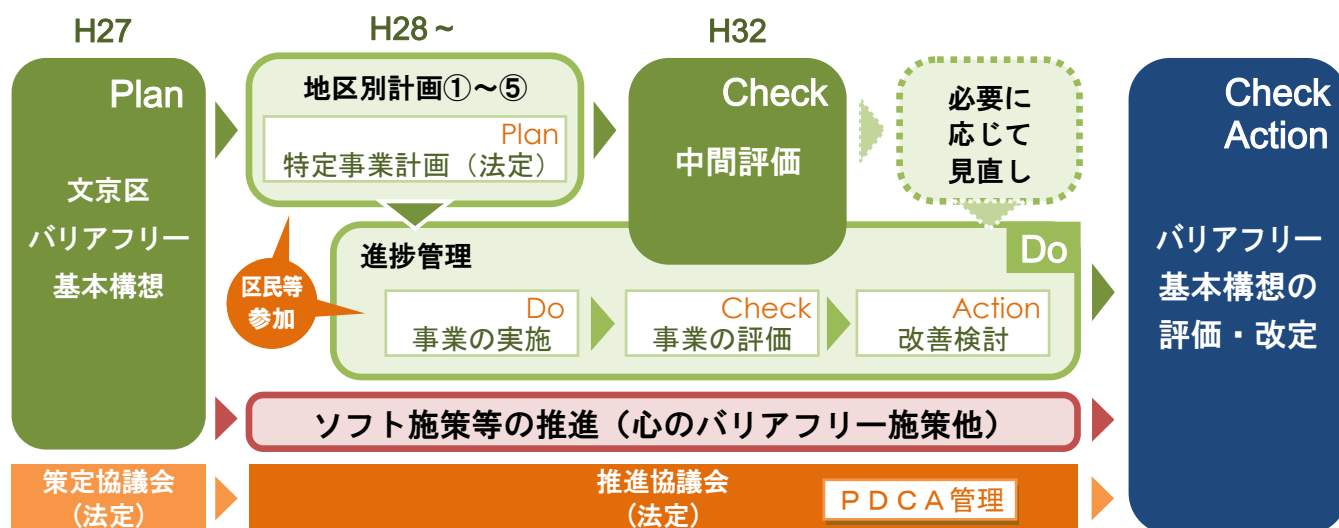 H27
H28~
H32
Plan
文京区
バリアフリー
基本構想
地区別計画①~⑤
Plan
特定事業計画（法定）
Check
中間評価
必要に
応じて
見直し
Check
Action
バリアフリー
基本構想の
評価・改定
区民等
参加
進捗管理
Do
Do
事業の実施
Check
事業の評価
Action
改善検討
ソフト施策等の推進（心のバリアフリー施策他）
策定協議会
（法定）
推進協議会
（法定）
ＰＤＣＡ管理